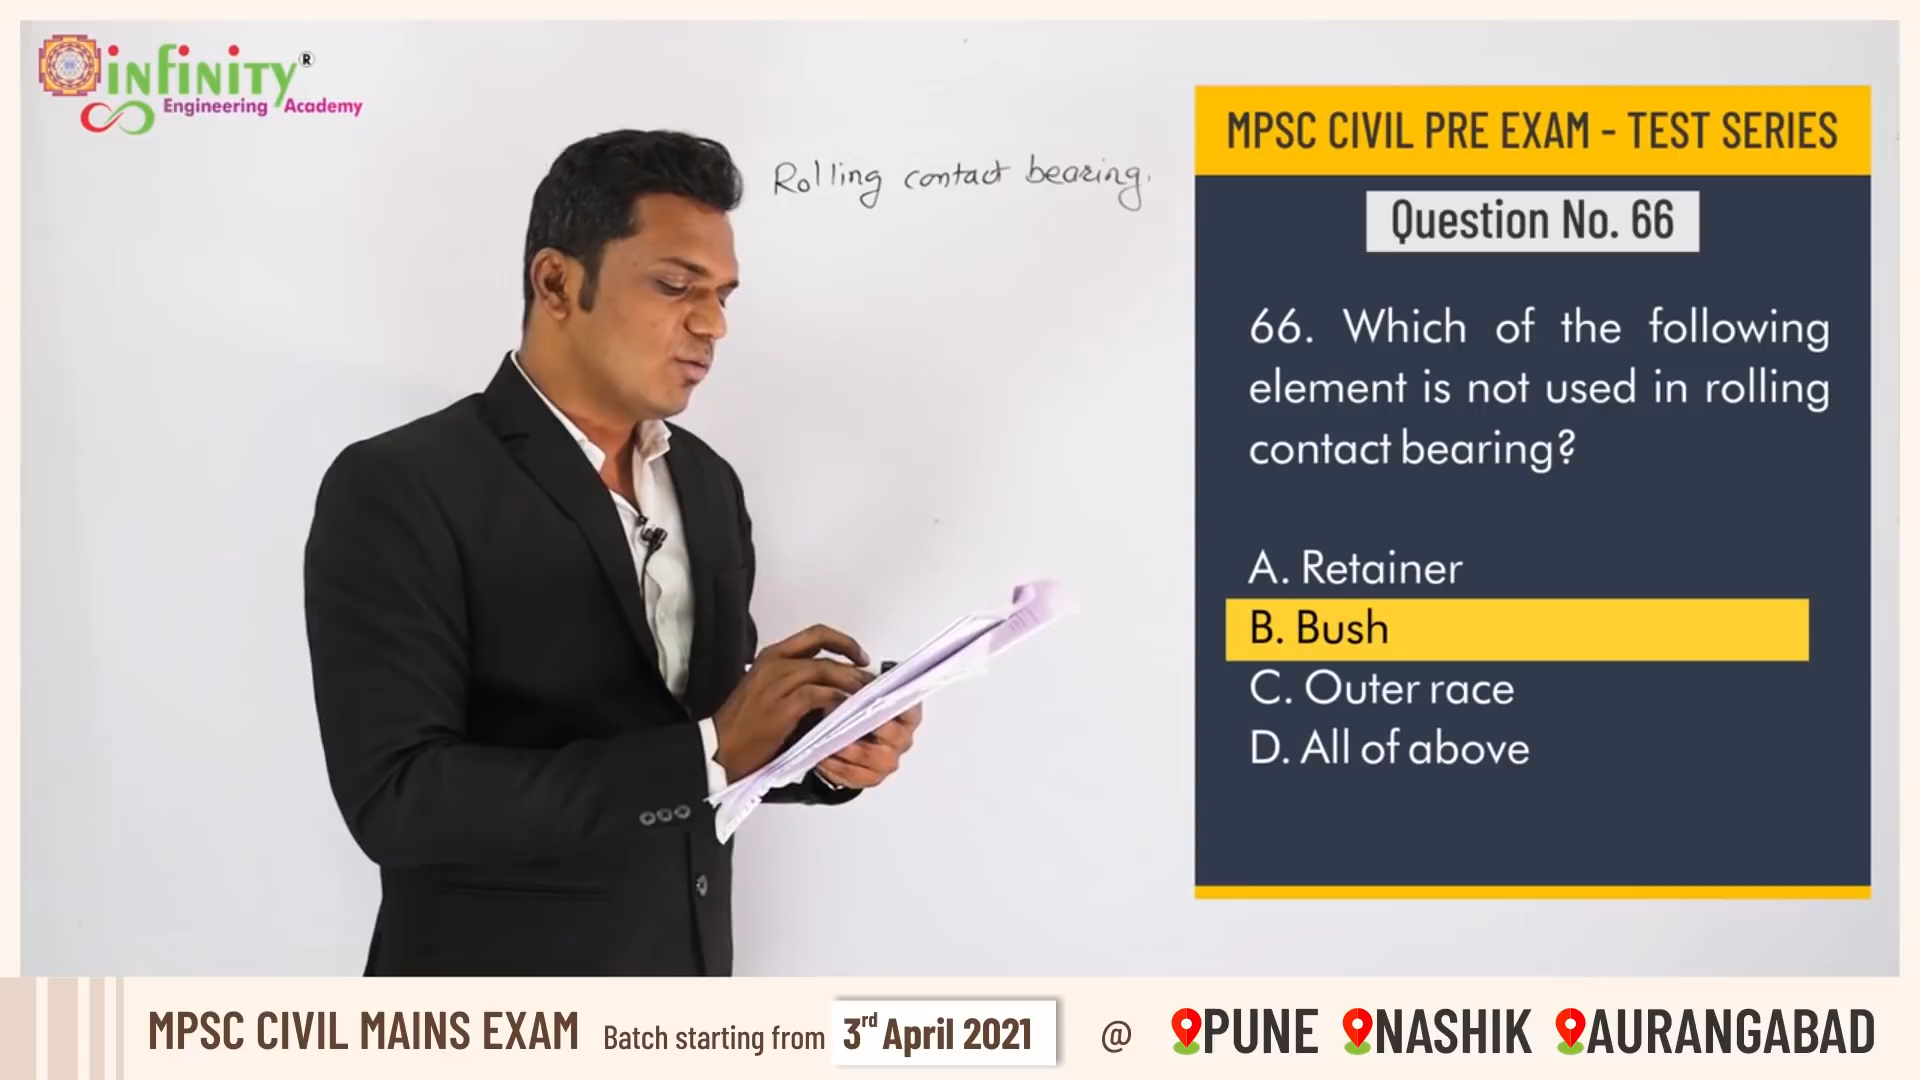 infinity ®
Engineering Academy
Rolling contact bearing.
MPSC CIVIL PRE EXAM - TEST SERIES
Question No. 66
66. Which of the following
element is not used in rolling
contact bearing?
A. Retainer
B. Bush
C. Outer race
D. All of above
MPSC CIVIL MAINS EXAM Batch starting from 3rd April 2021 @ PUNE NASHIK AURANGABAD